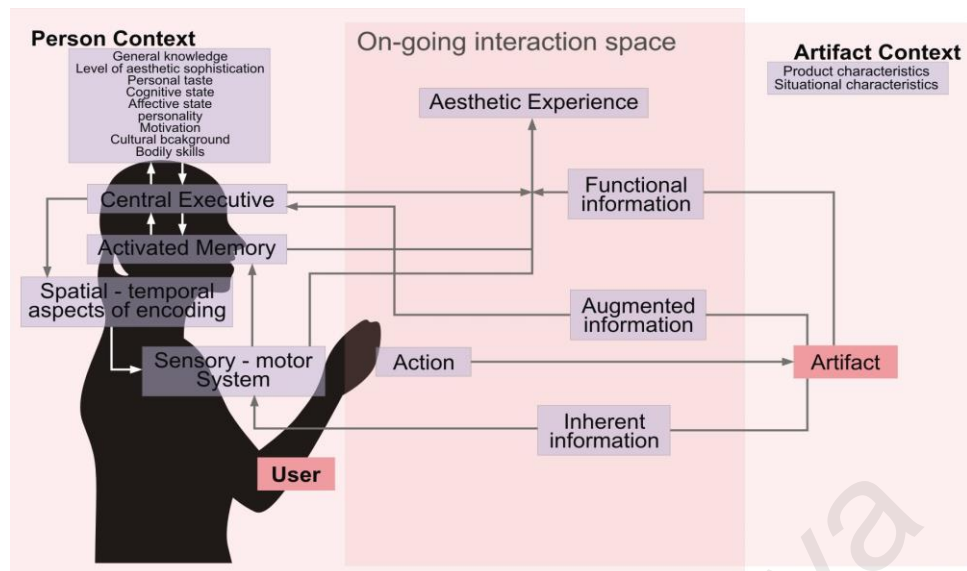 Person Context
General knowledge
Level of aesthetic sophistication
Personal taste
Cognitive state
Affective state
personality
Motivation
Cultural bcakground
Bodily skills
On-going interaction space
Artifact Context
Product characteristics
Situational characteristics
Aesthetic Experience
Central Executive
Functional
information
Activated Memory
Spatial - temporal
aspects of encoding
Augmented
information
Sensory - motor
System
Action
Artifact
Inherent
information
User